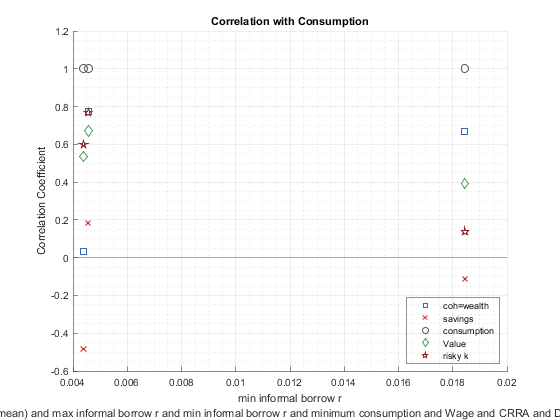 Correlation with Consumption
1.2
1
0.8
0.6
0.4
0.2
0
-0.2
-0.4
-0.6
Correlation Coefficient
coh=wealth
savings
consumption
Value
risky k
0.004 0.006 0.008 0.01 0.012 0.014 0.016 0.018 0.02
min informal borrow r
mean) and max informal borrow r and min informal borrow r and minimum consumption and Wage and CRRA and